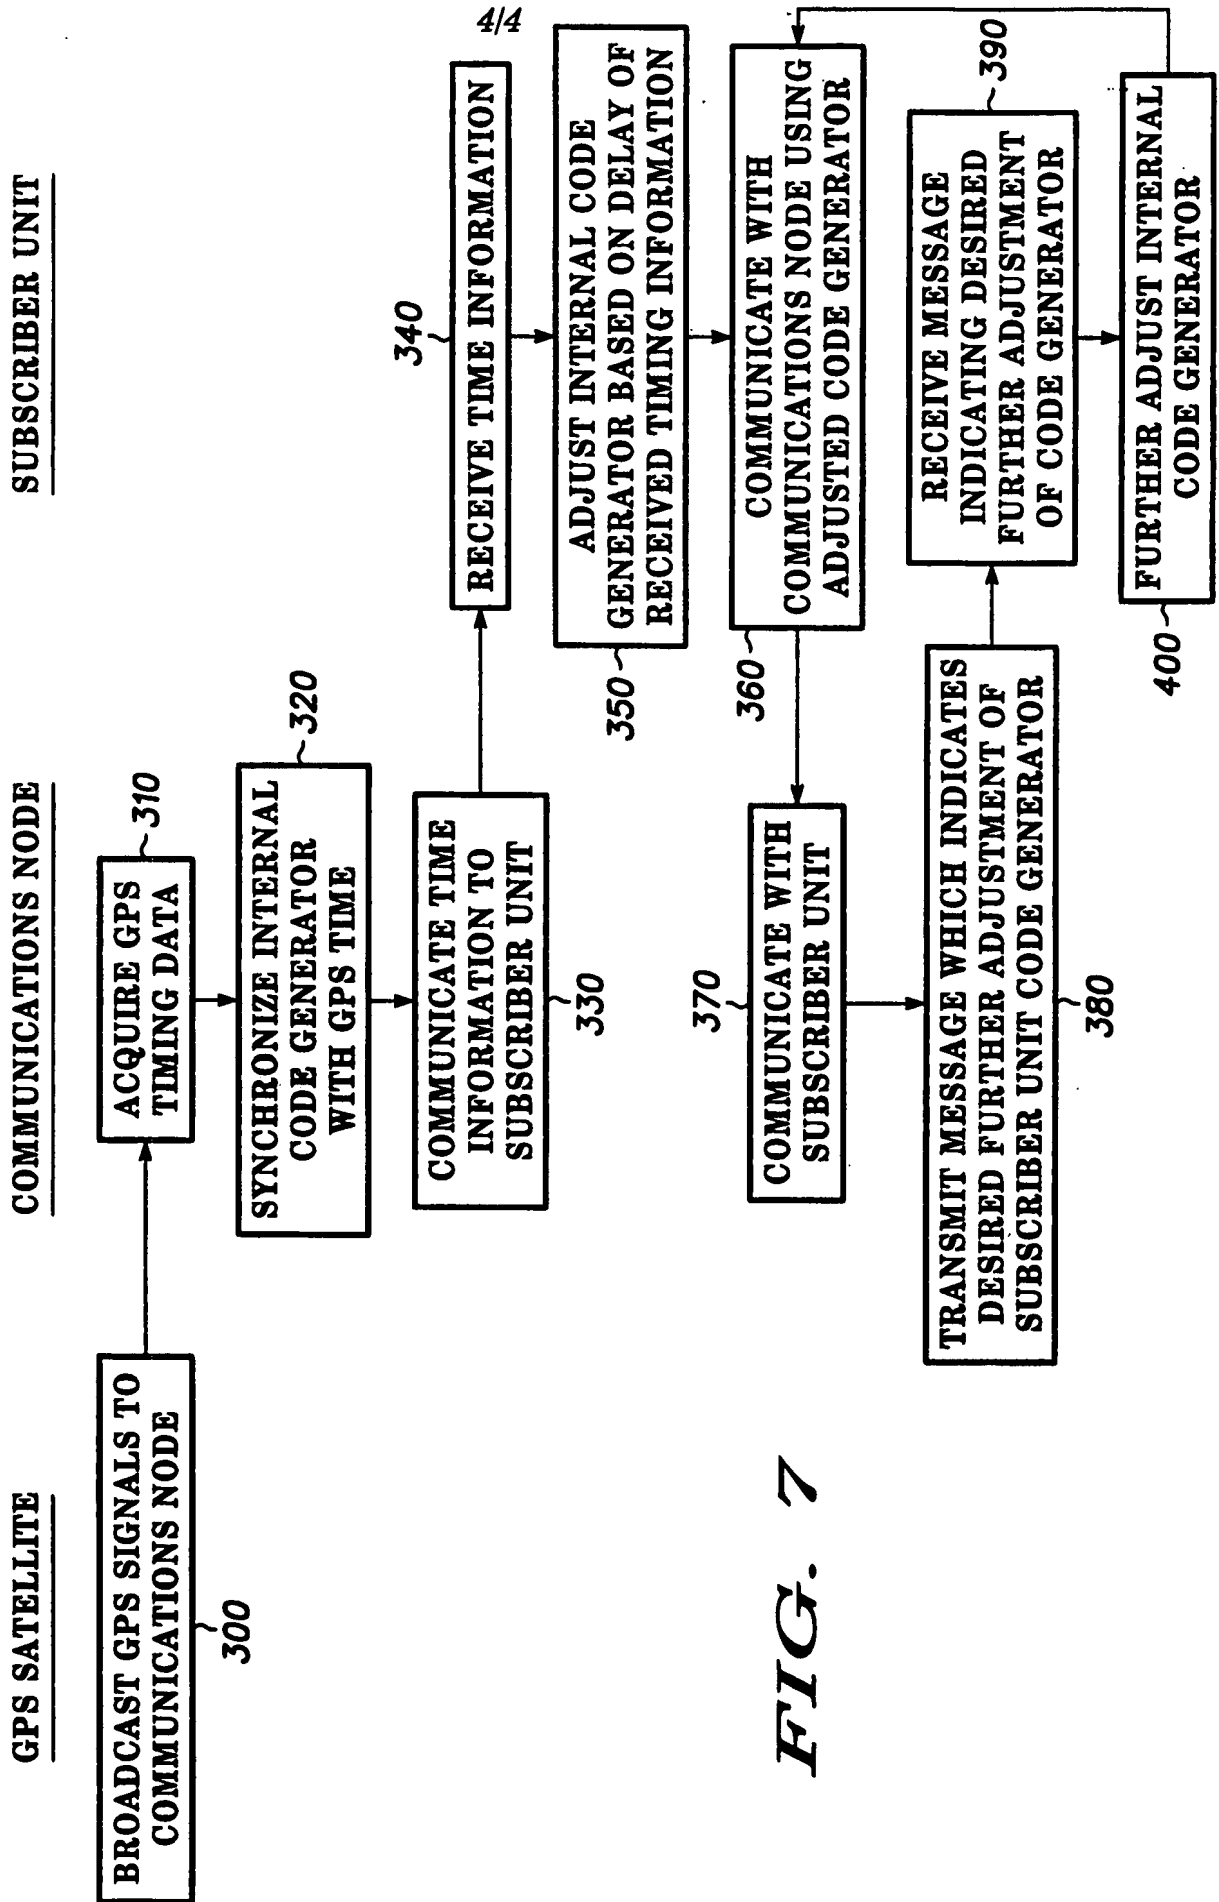 4/4
GPS SATELLITE
COMMUNICATIONS NODE
SUBSCRIBER UNIT
BROADCAST GPS SIGNALS TO
COMMUNICATIONS NODE
300
ACQUIRE GPS
TIMING DATA
310
SYNCHRONIZE INTERNAL
CODE GENERATOR
WITH GPS TIME
320
COMMUNICATE TIME
INFORMATION TO
SUBSCRIBER UNIT
330
340
RECEIVE TIME INFORMATION
ADJUST INTERNAL CODE
GENERATOR BASED ON DELAY OF
RECEIVED TIMING INFORMATION
350
COMMUNICATE WITH
COMMUNICATIONS NODE USING
ADJUSTED CODE GENERATOR
360
370
COMMUNICATE WITH
SUBSCRIBER UNIT
TRANSMIT MESSAGE WHICH INDICATES
DESIRED FURTHER ADJUSTMENT OF
SUBSCRIBER UNIT CODE GENERATOR
380
RECEIVE MESSAGE
INDICATING DESIRED
FURTHER ADJUSTMENT
OF CODE GENERATOR
390
FURTHER ADJUST INTERNAL
CODE GENERATOR
400
FIG. 7